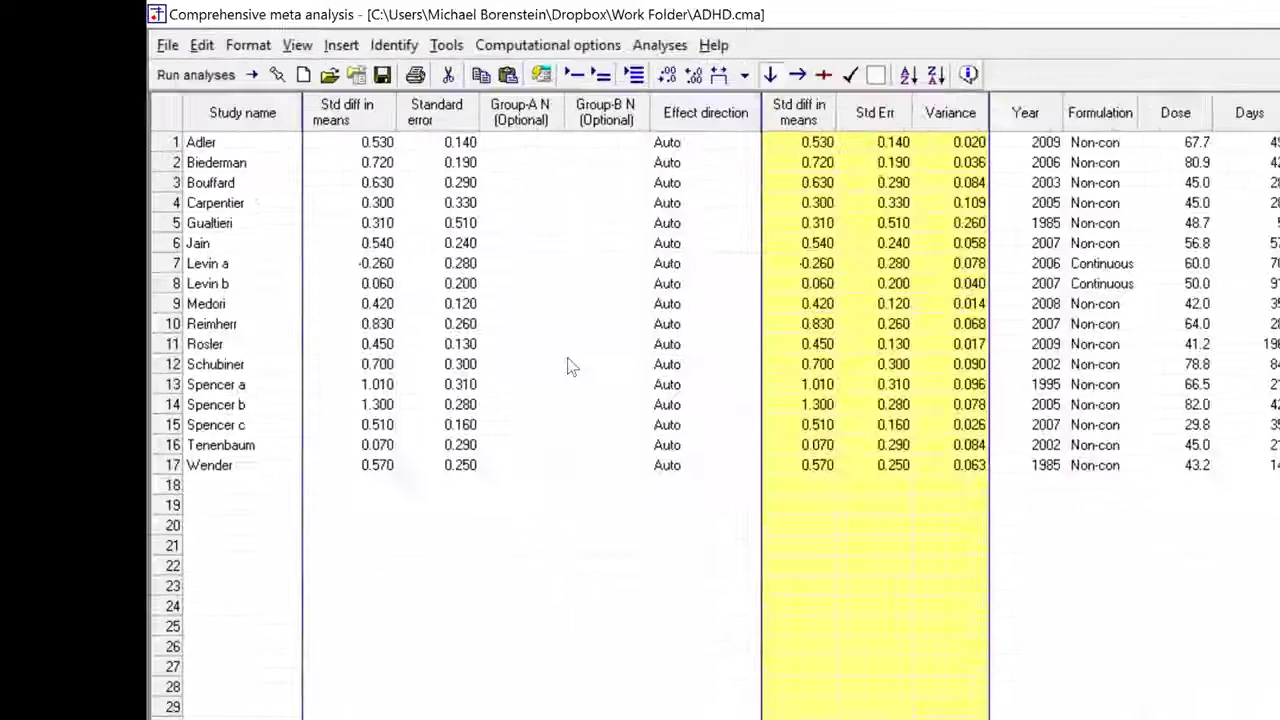 Comprehensive meta analysis - [C:\Users\Michael Borenstein\Dropbox\Work Folder\ADHD.cma]
File Edit Format View Insert Identify Tools Computational options Analyses Help
Run analyses
Study name Std diff in means Standard error Group-A N (Optional) Group-B N (Optional) Effect direction Std diff in means Std Err Variance Year Formulation Dose Days
1 Adler 0.530 0.140 Auto 0.530 0.140 0.020 2009 Non-con 67.7
2 Biederman 0.720 0.190 Auto 0.720 0.190 0.036 2006 Non-con 80.9
3 Bouffard 0.630 0.290 Auto 0.630 0.290 0.084 2003 Non-con 45.0
4 Carpentier 0.300 0.330 Auto 0.300 0.330 0.109 2005 Non-con 45.0
5 Gualtieri 0.310 0.510 Auto 0.310 0.510 0.260 1985 Non-con 48.7
6 Jain 0.540 0.240 Auto 0.540 0.240 0.058 2007 Non-con 56.8
7 Levin a -0.260 0.280 Auto -0.260 0.280 0.078 2006 Continuous 60.0
8 Levin b 0.060 0.200 Auto 0.060 0.200 0.040 2007 Continuous 50.0
9 Medori 0.420 0.120 Auto 0.420 0.120 0.014 2008 Non-con 42.0
10 Reimherr 0.830 0.260 Auto 0.830 0.260 0.068 2007 Non-con 64.0
11 Rosler 0.450 0.130 Auto 0.450 0.130 0.017 2009 Non-con 41.2
12 Schubiner 0.700 0.300 Auto 0.700 0.300 0.090 2002 Non-con 78.8
13 Spencer a 1.010 0.310 Auto 1.010 0.310 0.096 1995 Non-con 66.5
14 Spencer b 1.300 0.280 Auto 1.300 0.280 0.078 2005 Non-con 82.0
15 Spencer c 0.510 0.160 Auto 0.510 0.160 0.026 2007 Non-con 29.8
16 Tenenbaum 0.070 0.290 Auto 0.070 0.290 0.084 2002 Non-con 45.0
17 Wender 0.570 0.250 Auto 0.570 0.250 0.063 1985 Non-con 43.2
18
19
20
21
22
23
24
25
26
27
28
29